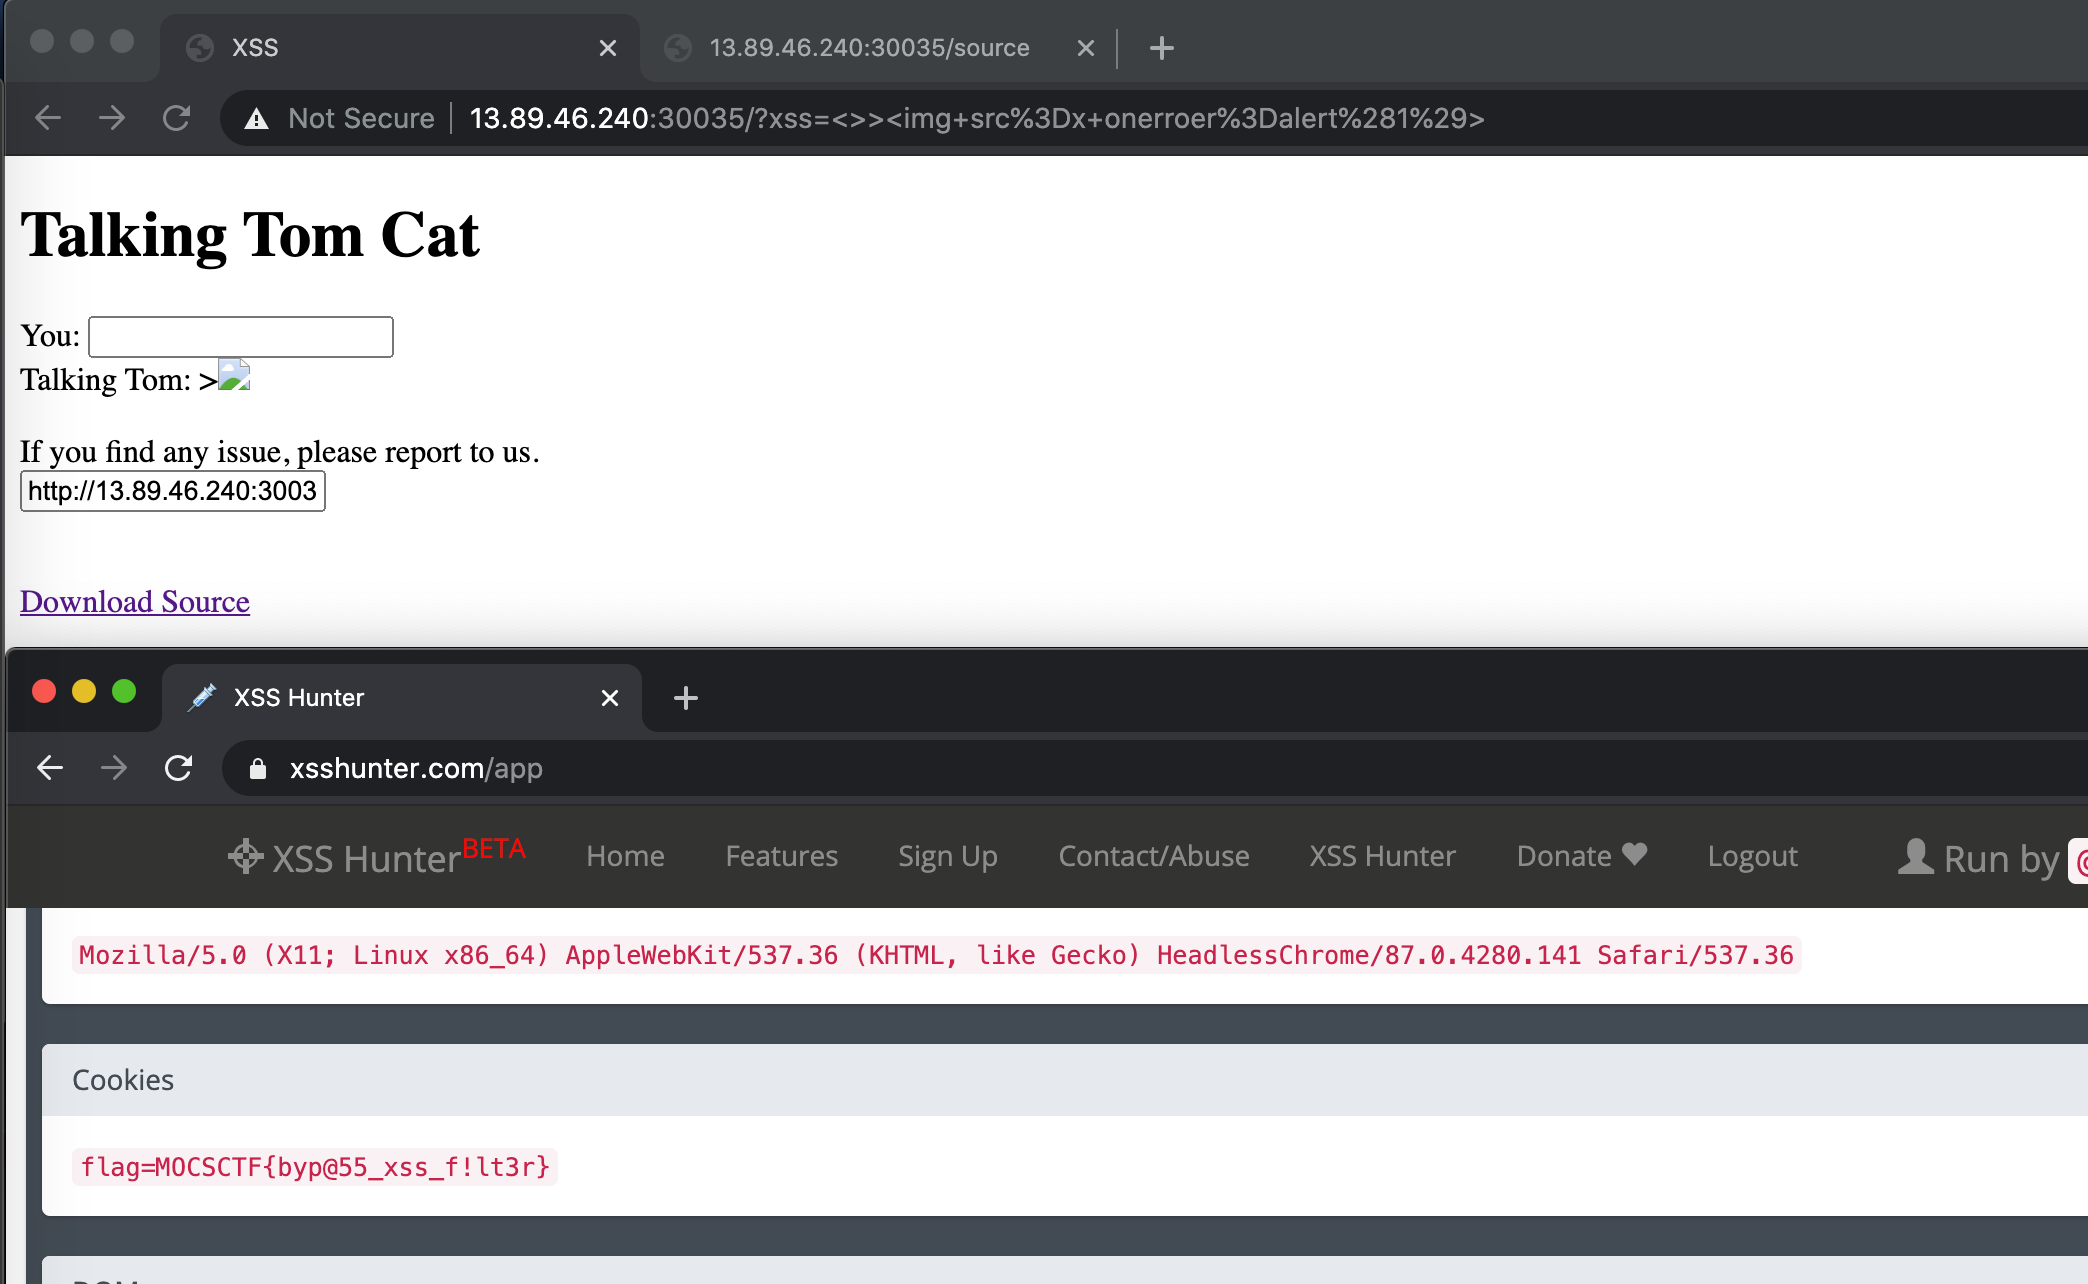 XSS
13.89.46.240:30035/source
Not Secure | 13.89.46.240:30035/?xss=<>><img+src%3Dx+onerroer%3Dalert%281%29>
Talking Tom Cat
You:
Talking Tom: >
If you find any issue, please report to us.
http://13.89.46.240:3003
Download Source
XSS Hunter
xsshunter.com/app
XSS HunterBETA Home Features Sign Up Contact/Abuse XSS Hunter Donate Logout Run by
Mozilla/5.0 (X11; Linux x86_64) AppleWebKit/537.36 (KHTML, like Gecko) HeadlessChrome/87.0.4280.141 Safari/537.36
Cookies
flag=MOCSCTF{byp@55_xss_f!lt3r}